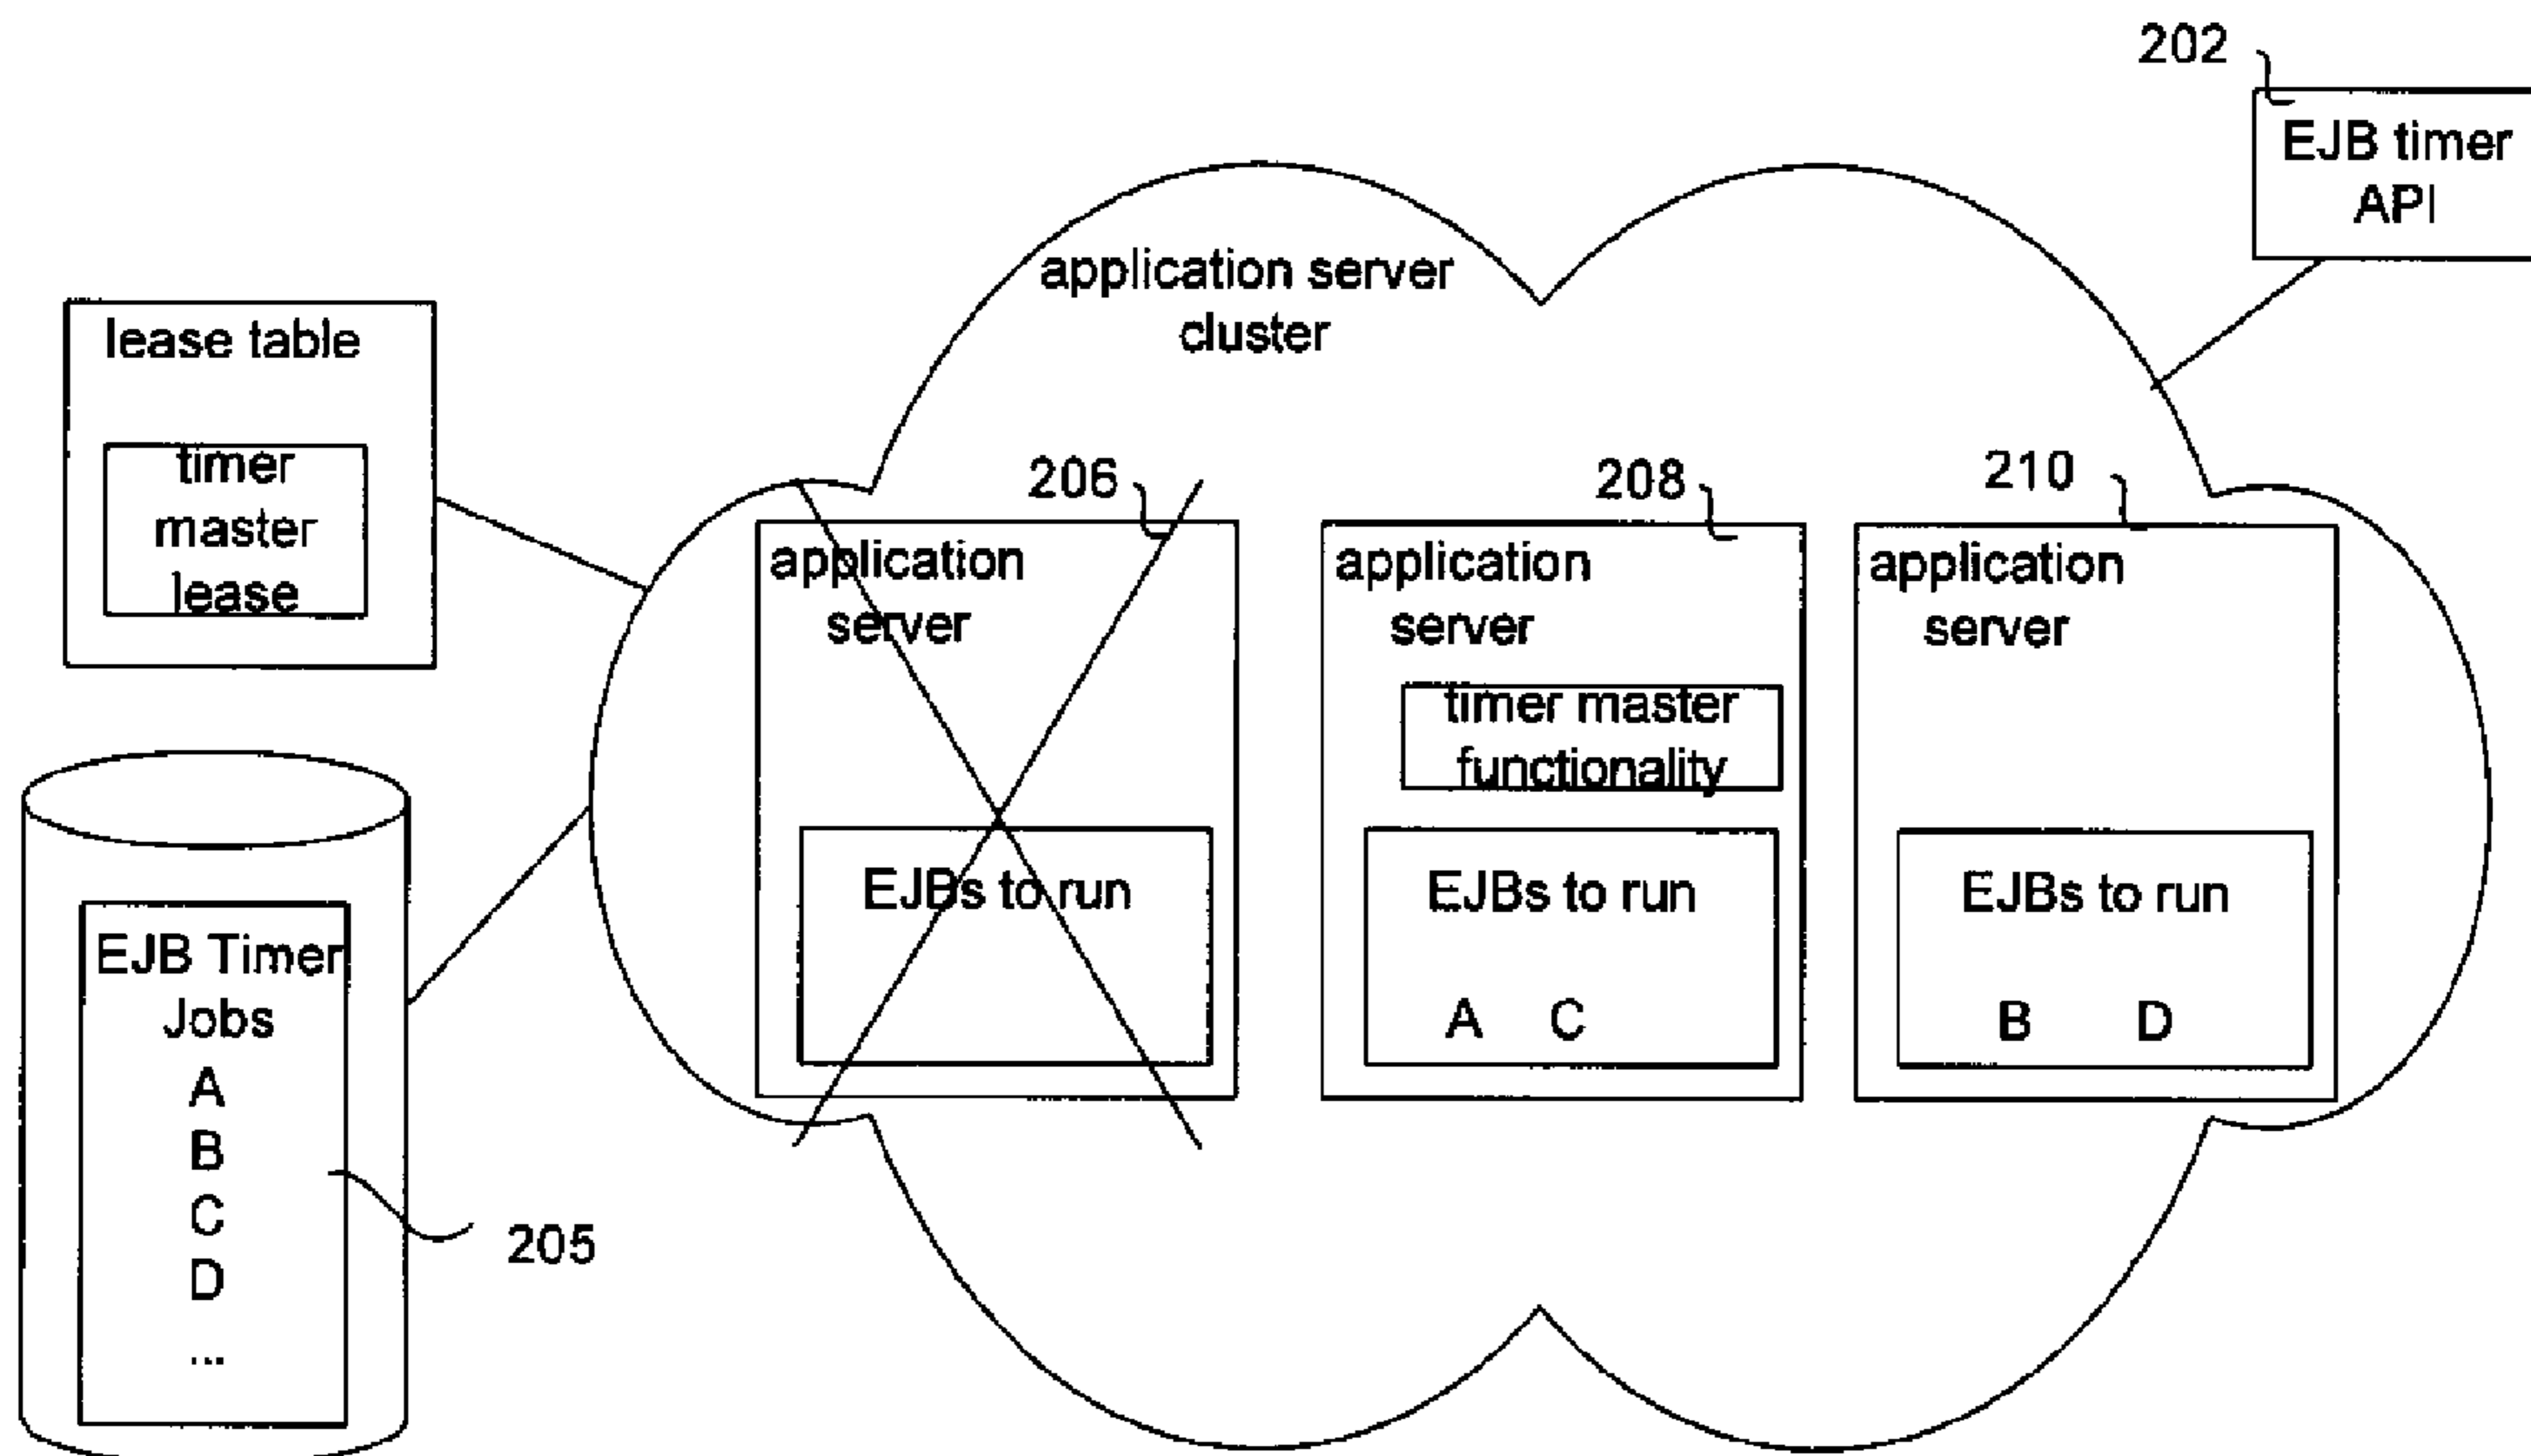 202
EJB timer
API
application server
cluster
lease table
timer
master
lease
206
208
210
application
server
application
server
timer master
functionality
application
server
EJBs to run
EJBs to run
A C
EJBs to run
B D
EJB Timer
Jobs
A
B
C
D
...
205